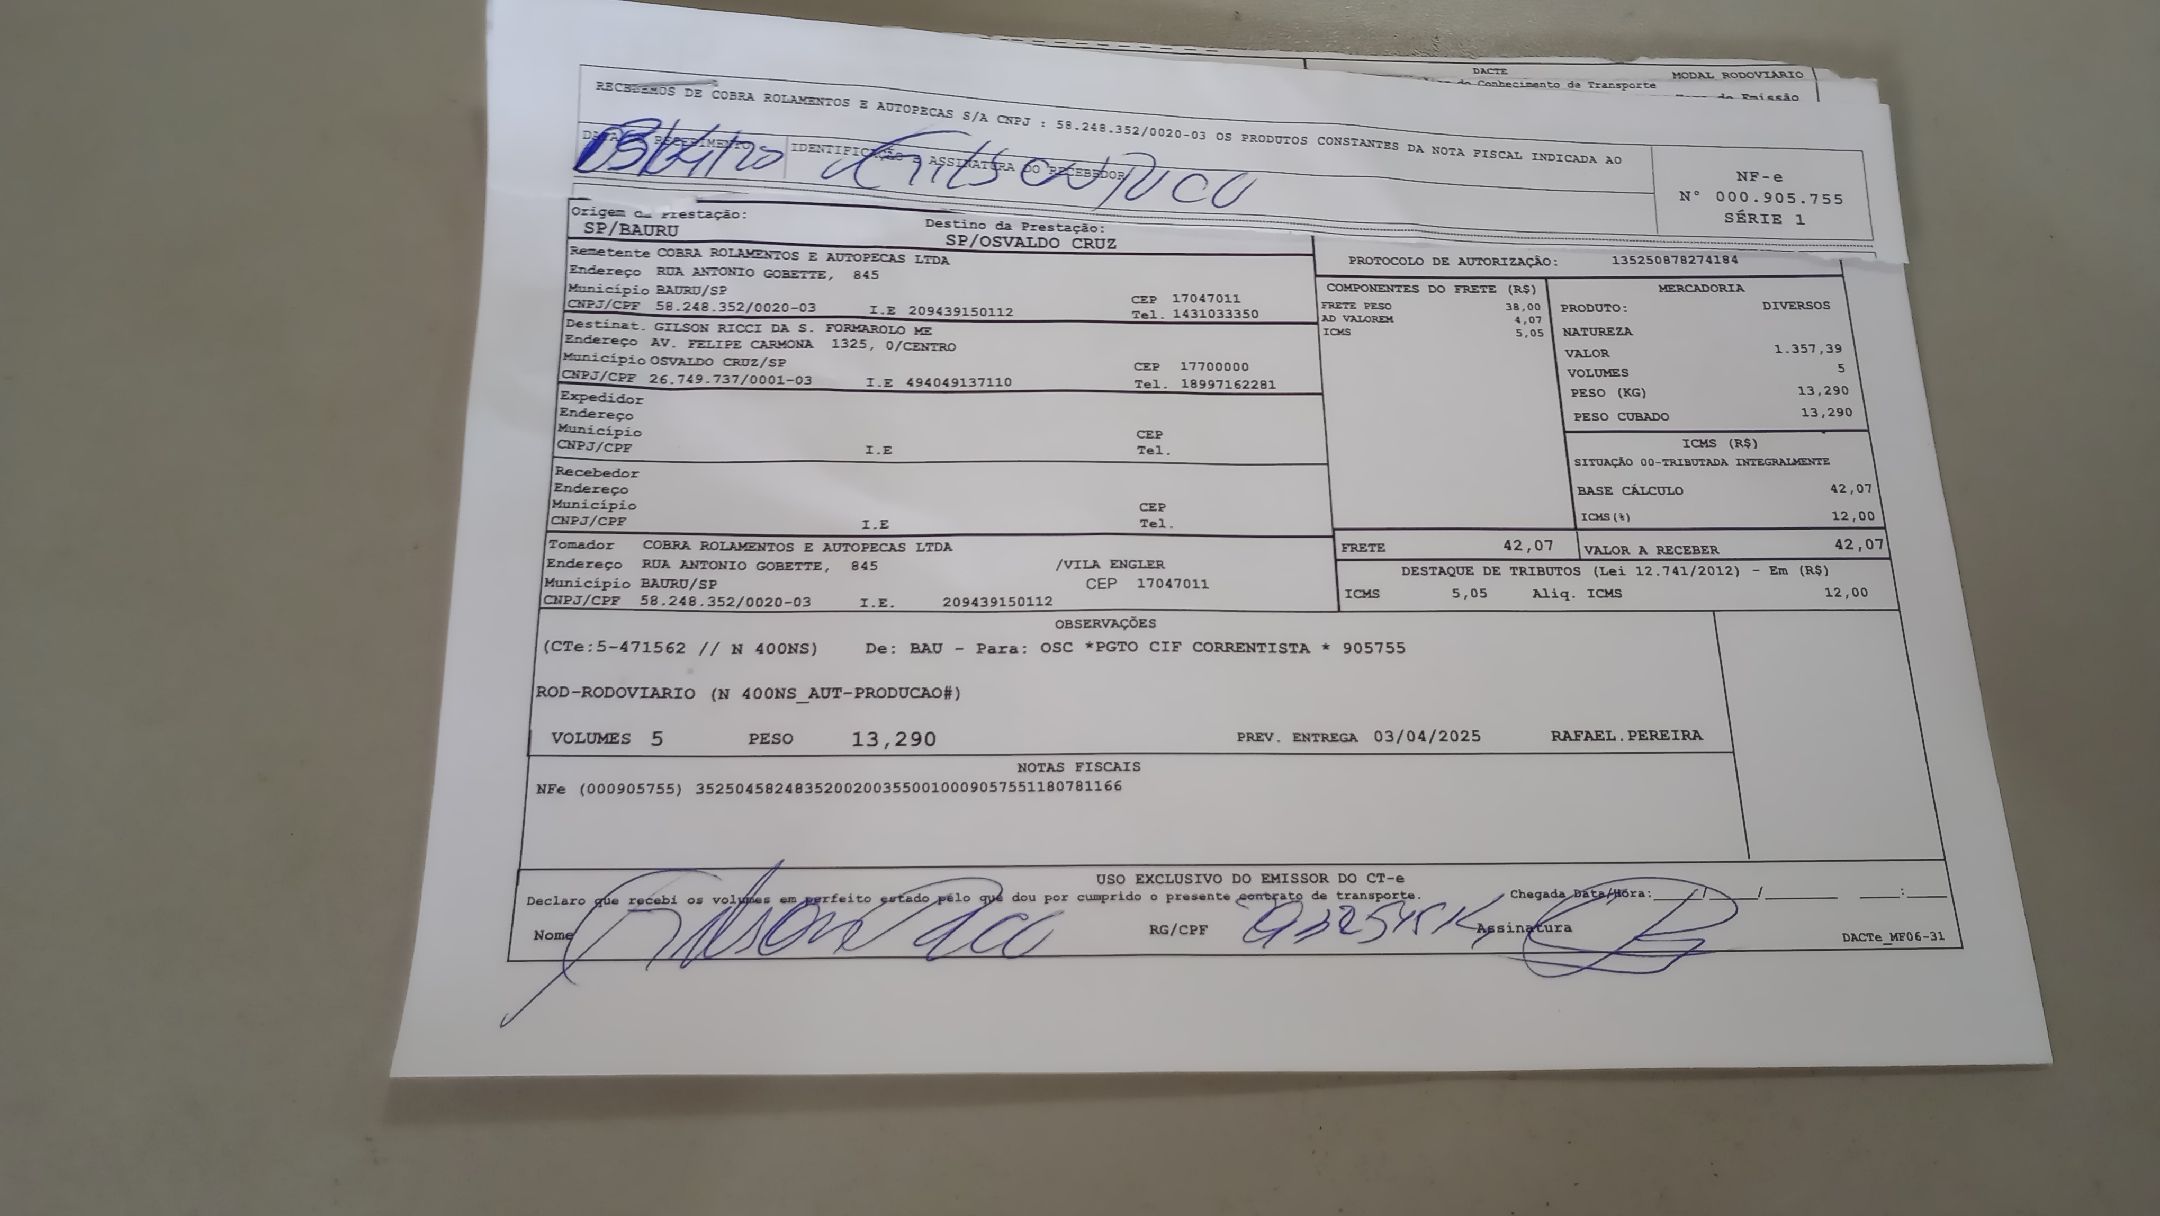 DACTE
MODAL RODOVIÁRIO
do Conhecimento de Transporte
de Emissão
RECEBEMOS DE COBRA ROLAMENTOS E AUTOPECAS S/A CNPJ : 58.248.352/0020-03 OS PRODUTOS CONSTANTES DA NOTA FISCAL INDICADA AO
RECEBIMENTO IDENTIFICAÇÃO E ASSINATURA DO RECEBEDOR
NF-e
N° 000.905.755
SÉRIE 1
Origem da Prestação: Destino da Prestação:
SP/BAURU SP/OSVALDO CRUZ
Remetente COBRA ROLAMENTOS E AUTOPECAS LTDA
Endereço RUA ANTONIO GOBETTE, 845
Município BAURU/SP CEP 17047011
CNPJ/CPF 58.248.352/0020-03 I.E 209439150112 Tel. 1431033350
Destinat. GILSON RICCI DA S. FORMAROLO ME
Endereço AV. FELIPE CARMONA 1325, 0/CENTRO
Município OSVALDO CRUZ/SP CEP 17700000
CNPJ/CPF 26.749.737/0001-03 I.E 494049137110 Tel. 18997162281
Expedidor
Endereço
Município CEP
CNPJ/CPF I.E Tel.
Recebedor
Endereço
Município CEP
CNPJ/CPF I.E Tel.
Tomador COBRA ROLAMENTOS E AUTOPECAS LTDA
Endereço RUA ANTONIO GOBETTE, 845 /VILA ENGLER
Município BAURU/SP CEP 17047011
CNPJ/CPF 58.248.352/0020-03 I.E. 209439150112
PROTOCOLO DE AUTORIZAÇÃO: 135250878274184
COMPONENTES DO FRETE (R$)
FRETE PESO 38,00
AD VALOREM 4,07
ICMS 5,05
MERCADORIA
PRODUTO: DIVERSOS
NATUREZA
VALOR 1.357,39
VOLUMES 5
PESO (KG) 13,290
PESO CUBADO 13,290
ICMS (R$)
SITUAÇÃO 00-TRIBUTADA INTEGRALMENTE
BASE CÁLCULO 42,07
ICMS(%) 12,00
FRETE 42,07 VALOR A RECEBER 42,07
DESTAQUE DE TRIBUTOS (Lei 12.741/2012) - Em (R$)
ICMS 5,05 Aliq. ICMS 12,00
OBSERVAÇÕES
(CTe:5-471562 // N 400NS) De: BAU - Para: OSC *PGTO CIF CORRENTISTA * 905755
ROD-RODOVIARIO (N 400NS_AUT-PRODUCAO#)
VOLUMES 5 PESO 13,290 PREV. ENTREGA 03/04/2025 RAFAEL.PEREIRA
NOTAS FISCAIS
NFe (000905755) 35250458248352002003550010009057551180781166
USO EXCLUSIVO DO EMISSOR DO CT-e
Declaro que recebi os volumes em perfeito estado pelo que dou por cumprido o presente contrato de transporte. Chegada Data/Hora:____/____/________ ____:____
Nome RG/CPF Assinatura
DACTe_MF06-31